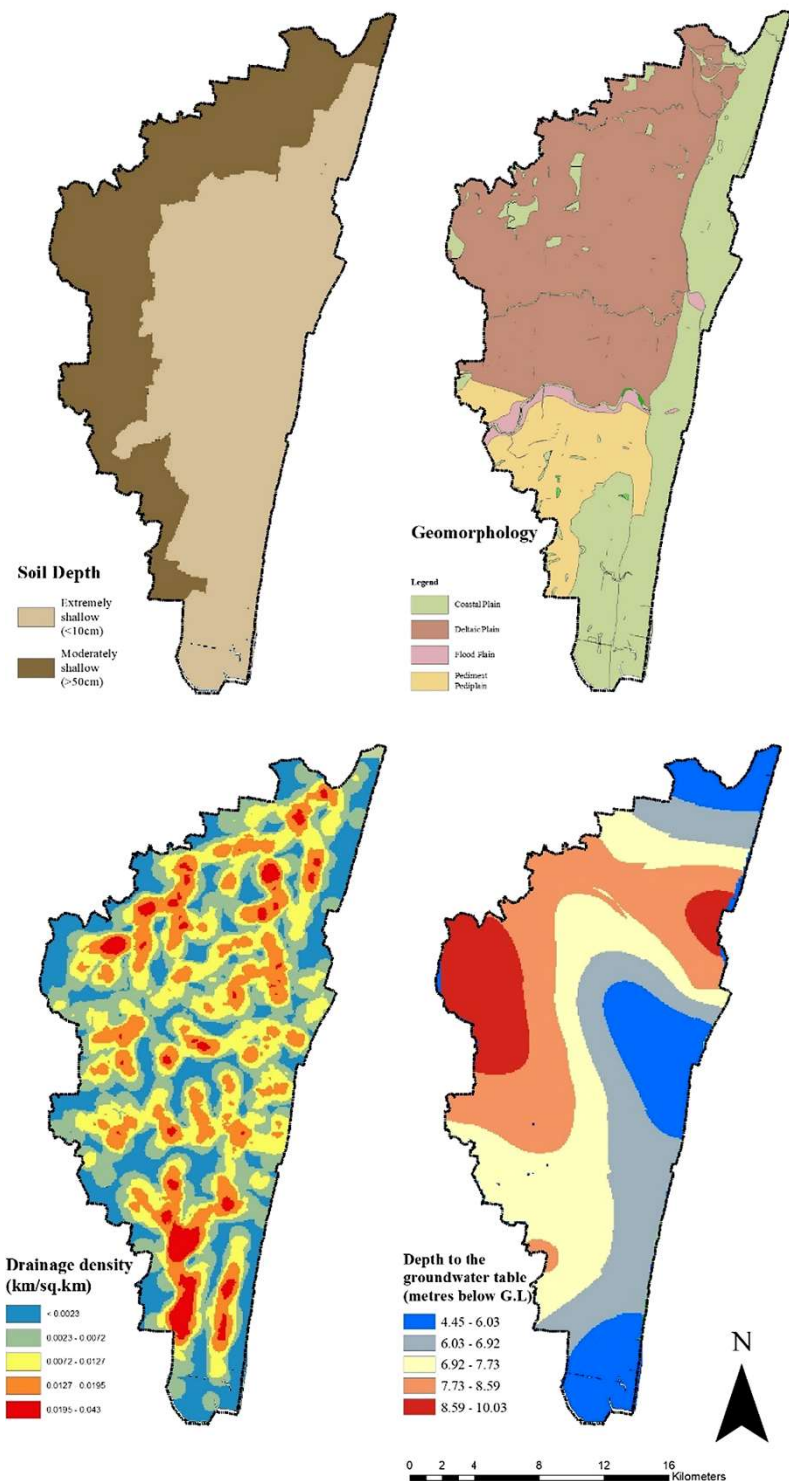 Soil Depth
Extremely
shallow
(<10cm)
Moderately
shallow
(>50cm)
Geomorphology
Legend
Coastal Plain
Deltaic Plain
Flood Plain
Pediment
Pediplain
Drainage density
(km/sq.km)
< 0.0023
0.0023 - 0.0072
0.0072 - 0.0127
0.0127 - 0.0195
0.0195 - 0.043
Depth to the
groundwater table
(metres below G.L)
4.45 - 6.03
6.03 - 6.92
6.92 - 7.73
7.73 - 8.59
8.59 - 10.03
N
0 2 4 8 12 16
Kilometers